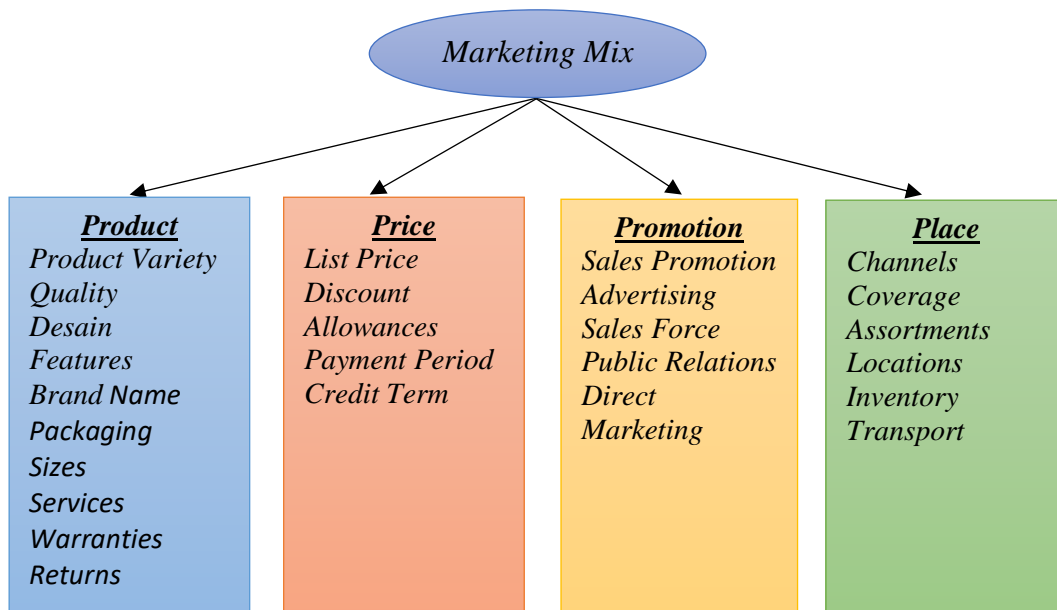 Marketing Mix
Product
Product Variety
Quality
Desain
Features
Brand Name
Packaging
Sizes
Services
Warranties
Returns
Price
List Price
Discount
Allowances
Payment Period
Credit Term
Promotion
Sales Promotion
Advertising
Sales Force
Public Relations
Direct
Marketing
Place
Channels
Coverage
Assortments
Locations
Inventory
Transport